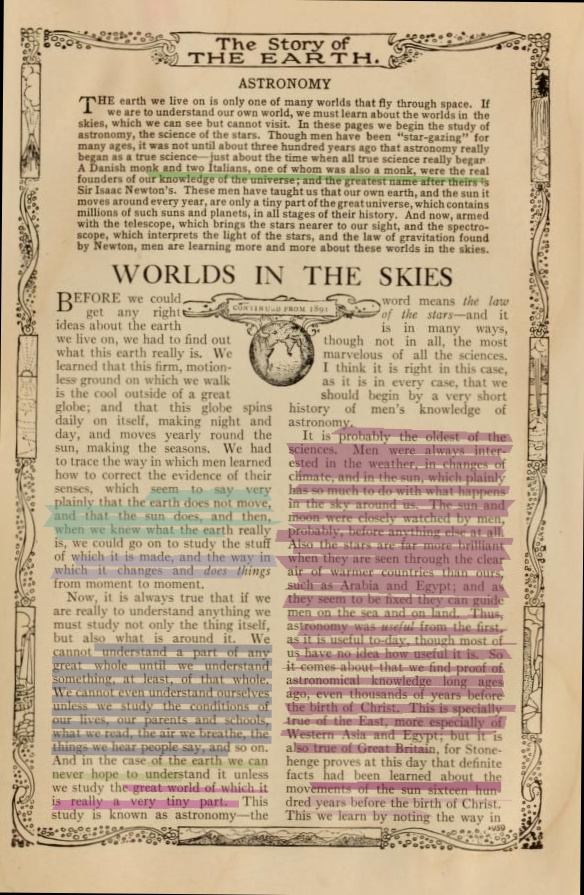 The Story of
THE EARTH.
ASTRONOMY
THE earth we live on is only one of many worlds that fly through space. If
we are to understand our own world, we must learn about the worlds in the
skies, which we can see but cannot visit. In these pages we begin the study of
astronomy, the science of the stars. Though men have been "star-gazing" for
many ages, it was not until about three hundred years ago that astronomy really
began as a true science—just about the time when all true science really began
A Danish monk and two Italians, one of whom was also a monk, were the real
founders of our knowledge of the universe; and the greatest name after theirs is
Sir Isaac Newton's. These men have taught us that our own earth, and the sun it
moves around every year, are only a tiny part of the great universe, which contains
millions of such suns and planets, in all stages of their history. And now, armed
with the telescope, which brings the stars nearer to our sight, and the spectro-
scope, which interprets the light of the stars, and the law of gravitation found
by Newton, men are learning more and more about these worlds in the skies.
WORLDS IN THE SKIES
CONTINUED FROM 1891
BEFORE we could
get any right
ideas about the earth
we live on, we had to find out
what this earth really is. We
learned that this firm, motion-
less ground on which we walk
is the cool outside of a great
globe; and that this globe spins
daily on itself, making night and
day, and moves yearly round the
sun, making the seasons. We had
to trace the way in which men learned
how to correct the evidence of their
senses, which seem to say very
plainly that the earth does not move,
and that the sun does, and then,
when we knew what the earth really
is, we could go on to study the stuff
of which it is made, and the way in
which it changes and does things
from moment to moment.
Now, it is always true that if we
are really to understand anything we
must study not only the thing itself,
but also what is around it. We
cannot understand a part of any
great whole until we understand
something, at least, of that whole.
We cannot even understand ourselves
unless we study the conditions of
our lives, our parents and schools,
what we read, the air we breathe, the
things we hear people say, and so on.
And in the case of the earth we can
never hope to understand it unless
we study the great world of which it
is really a very tiny part. This
study is known as astronomy—the
word means the law
of the stars—and it
is in many ways,
though not in all, the most
marvelous of all the sciences.
I think it is right in this case,
as it is in every case, that we
should begin by a very short
history of men's knowledge of
astronomy.
It is probably the oldest of the
sciences. Men were always inter-
ested in the weather, in changes of
climate, and in the sun, which plainly
has so much to do with what happens
in the sky around us. The sun and
moon were closely watched by men,
probably, before anything else at all.
Also the stars are far more brilliant
when they are seen through the clear
air of warmer countries than ours,
such as Arabia and Egypt; and as
they seem to be fixed they can guide
men on the sea and on land. Thus,
astronomy was useful from the first,
as it is useful to-day, though most of
us have no idea how useful it is. So
it comes about that we find proof of
astronomical knowledge long ages
ago, even thousands of years before
the birth of Christ. This is specially
true of the East, more especially of
Western Asia and Egypt; but it is
also true of Great Britain, for Stone-
henge proves at this day that definite
facts had been learned about the
movements of the sun sixteen hun-
dred years before the birth of Christ.
This we learn by noting the way in
1959